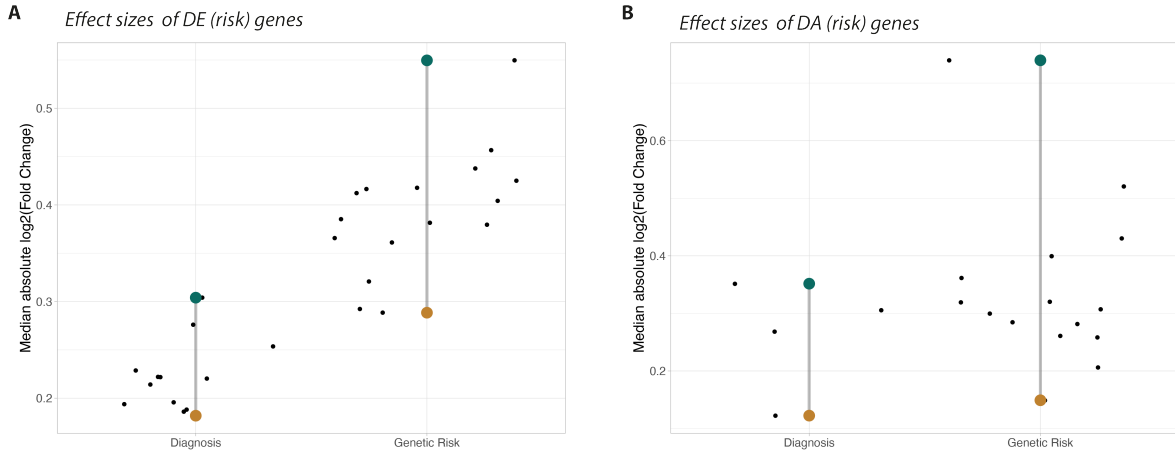 A
Effect sizes of DE (risk) genes
Median absolute log2(Fold Change)
0.5
0.4
0.3
0.2
Diagnosis
Genetic Risk
B
Effect sizes of DA (risk) genes
Median absolute log2(Fold Change)
0.6
0.4
0.2
Diagnosis
Genetic Risk